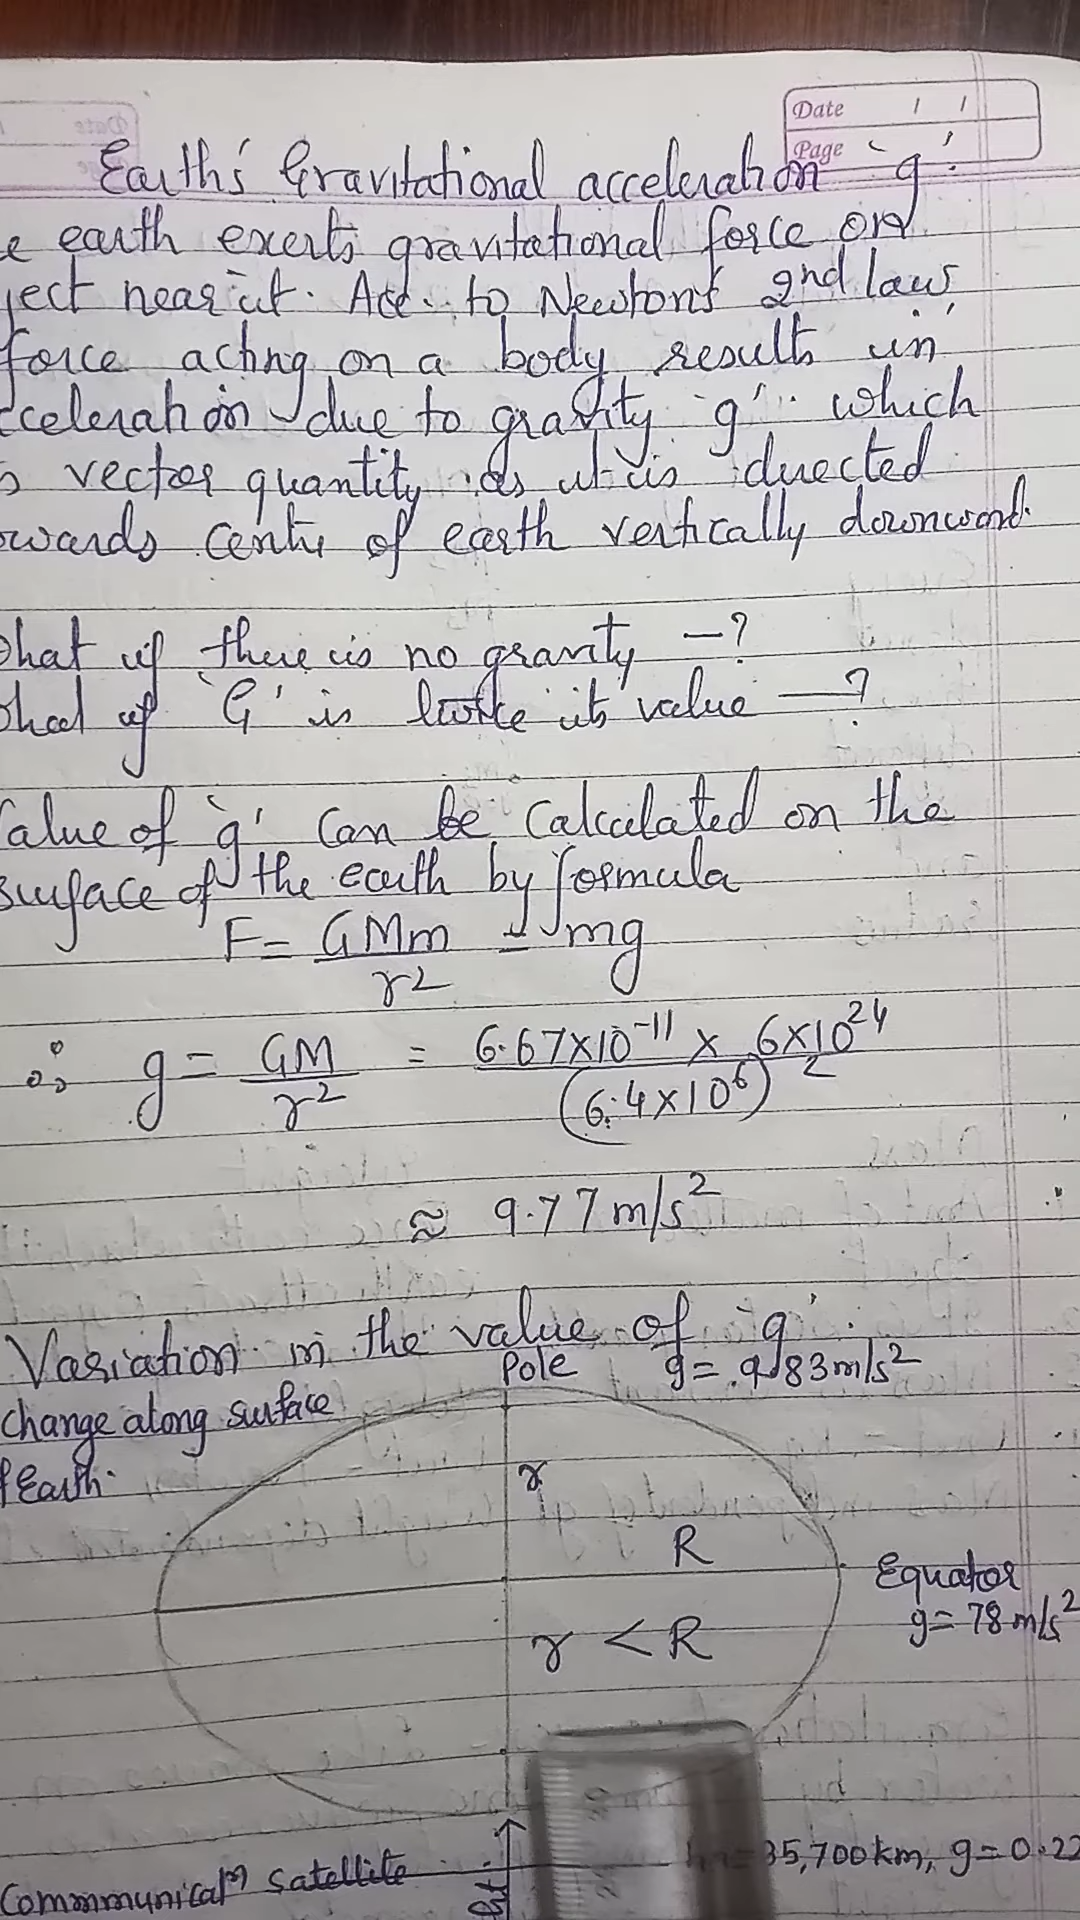 Date / /
Page
Earth's Gravitational acceleration 'g'.
e earth exerts gravitational force on
ject near it. Acc. to Newton's 2nd law,
force acting on a body results in
cceleration due to gravity 'g'. which
s vector quantity as it is directed
owards centre of earth vertically downward.
hat if there is no gravity —?
hat if 'G' is twice its value —?
alue of 'g' can be calculated on the
surface of the earth by formula
F = GMm/r² = mg
∴ g = GM/r² = 6.67×10⁻¹¹ × 6×10²⁴/(6.4×10⁶)²
≈ 9.77 m/s²
Variation in the value of 'g'.
Pole g = 9.83 m/s²
change along surface
f Earth.
r
R
Equator
g = 78 m/s²
r < R
35,700 km, g = 0.22
Commmunicatⁿ satellite